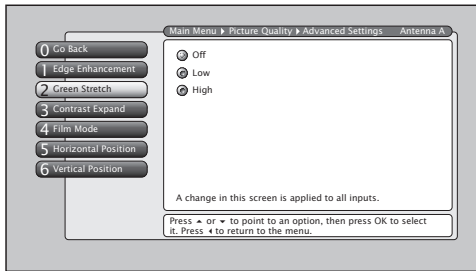 Main Menu ▸ Picture Quality ▸ Advanced Settings Antenna A
0 Go Back
1 Edge Enhancement
2 Green Stretch
3 Contrast Expand
4 Film Mode
5 Horizontal Position
6 Vertical Position
Off
Low
High
A change in this screen is applied to all inputs.
Press ▲ or ▼ to point to an option, then press OK to select
it. Press ◀ to return to the menu.